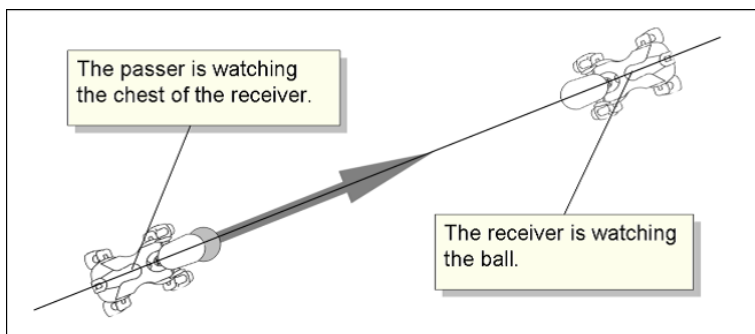 The passer is watching
the chest of the receiver.
The receiver is watching
the ball.